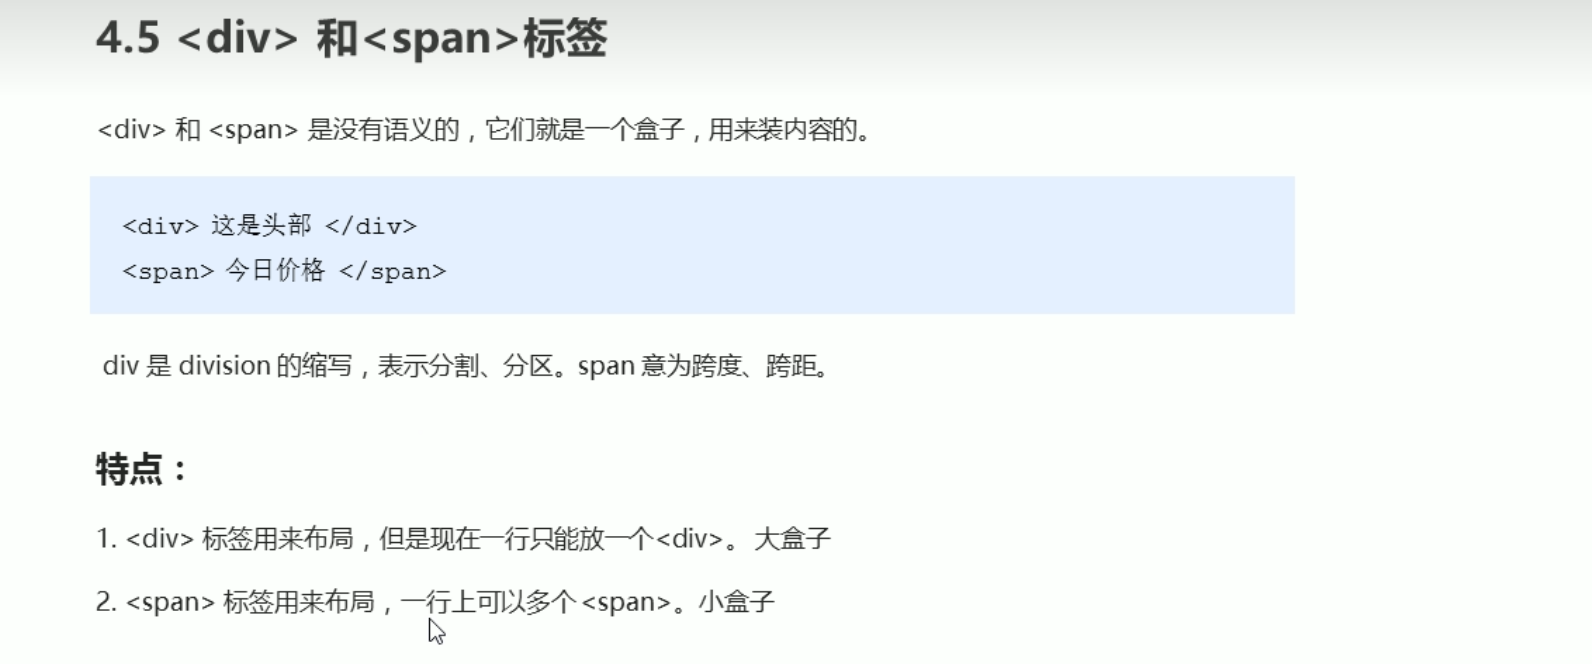 4.5 <div> 和<span>标签
<div> 和 <span> 是没有语义的，它们就是一个盒子，用来装内容的。
<div> 这是头部 </div>
<span> 今日价格 </span>
div 是 division 的缩写，表示分割、分区。span 意为跨度、跨距。
特点：
1. <div> 标签用来布局，但是现在一行只能放一个<div>。 大盒子
2. <span> 标签用来布局，一行上可以多个 <span>。小盒子